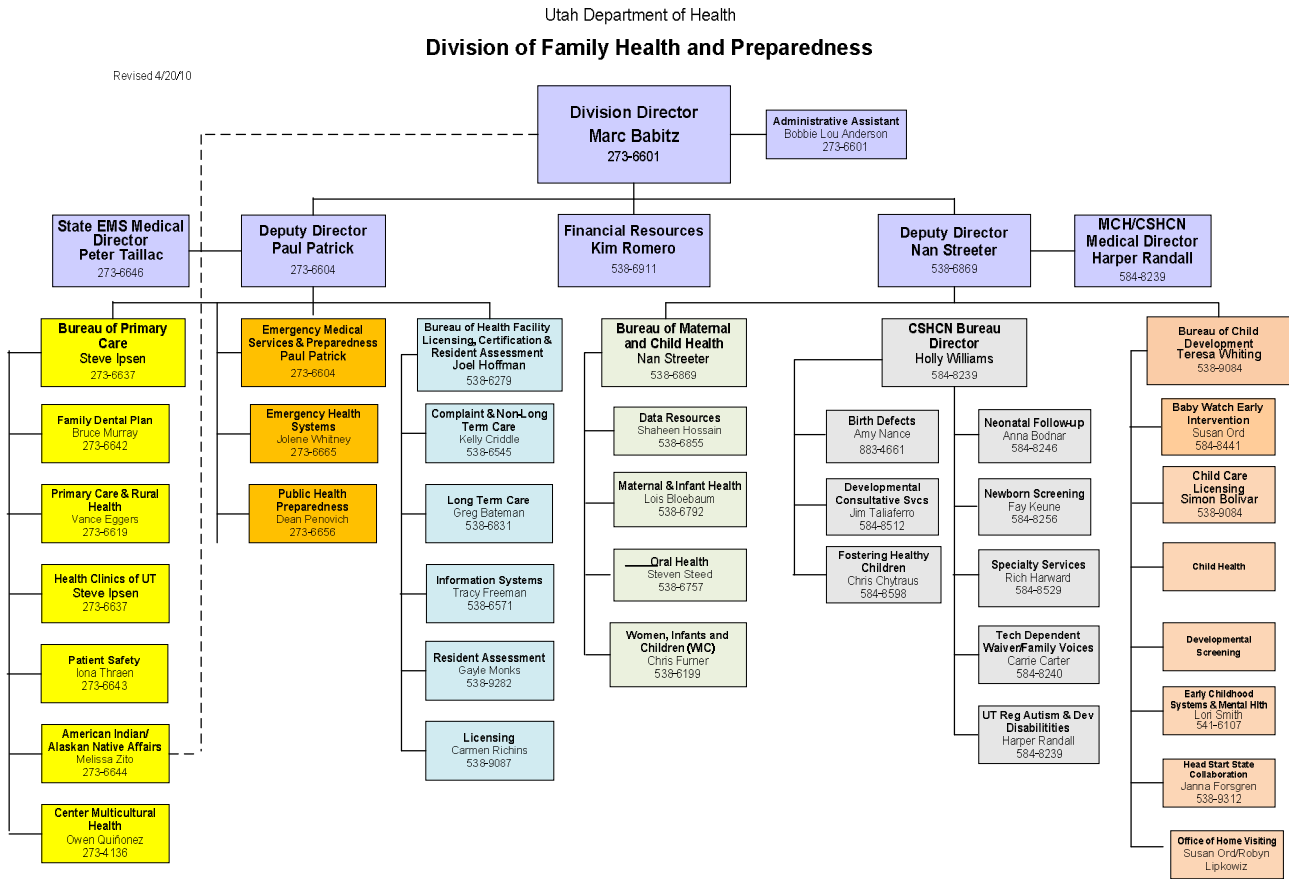 Utah Department of Health
Division of Family Health and Preparedness
Revised 4/20/10
Division Director
Marc Babitz
273-6601
Administrative Assistant
Bobbie Lou Anderson
273-6601
State EMS Medical
Director
Peter Taillac
273-6646
Deputy Director
Paul Patrick
273-6604
Financial Resources
Kim Romero
538-6911
Deputy Director
Nan Streeter
538-6869
MCH/CSHCN
Medical Director
Harper Randall
584-8239
Bureau of Primary
Care
Steve Ipsen
273-6637
Family Dental Plan
Bruce Murray
273-6642
Primary Care & Rural
Health
Vance Eggers
273-6619
Health Clinics of UT
Steve Ipsen
273-6637
Patient Safety
Iona Thraen
273-6643
American Indian/
Alaskan Native Affairs
Melissa Zito
273-6644
Center Multicultural
Health
Owen Quiñonez
273-4136
Emergency Medical
Services & Preparedness
Paul Patrick
273-6604
Emergency Health
Systems
Jolene Whitney
273-6665
Public Health
Preparedness
Dean Penovich
273-6656
Bureau of Health Facility
Licensing, Certification &
Resident Assessment
Joel Hoffman
538-6279
Complaint & Non-Long
Term Care
Kelly Criddle
538-6545
Long Term Care
Greg Bateman
538-6831
Information Systems
Tracy Freeman
538-6571
Resident Assessment
Gayle Monks
538-9282
Licensing
Carmen Richins
538-9087
Bureau of Maternal
and Child Health
Nan Streeter
538-6869
Data Resources
Shaheen Hossain
538-6855
Maternal & Infant Health
Lois Bloebaum
538-6792
Oral Health
Steven Steed
538-6757
Women, Infants and
Children (WIC)
Chris Furner
538-6199
CSHCN Bureau
Director
Holly Williams
584-8239
Birth Defects
Amy Nance
883-4661
Developmental
Consultative Svcs
Jim Taliaferro
584-8512
Fostering Healthy
Children
Chris Chytraus
584-8598
Neonatal Follow-up
Anna Bodnar
584-8246
Newborn Screening
Fay Keune
584-8256
Specialty Services
Rich Harward
584-8529
Tech Dependent
Waiver/Family Voices
Carrie Carter
584-8240
UT Reg Autism & Dev
Disabilitities
Harper Randall
584-8239
Bureau of Child
Development
Teresa Whiting
538-9084
Baby Watch Early
Intervention
Susan Ord
584-8441
Child Care
Licensing
Simon Bolivar
538-9084
Child Health
Developmental
Screening
Early Childhood
Systems & Mental Hlth
Lori Smith
541-6107
Head Start State
Collaboration
Janna Forsgren
538-9312
Office of Home Visiting
Susan Ord/Robyn
Lipkowiz